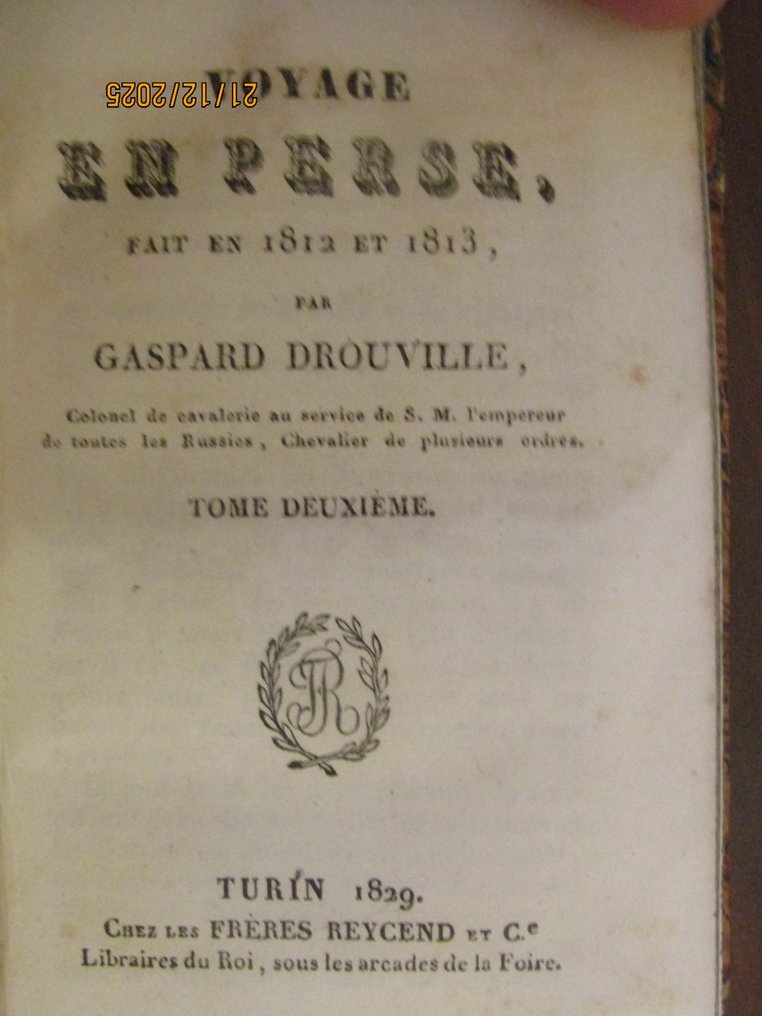 VOYAGE
21/12/2025
EN PERSE,
FAIT EN 1812 ET 1813,
PAR
GASPARD DROUVILLE,
Colonel de cavalerie au service de S. M. l'empereur
de toutes les Russies, Chevalier de plusieurs ordres.
TOME DEUXIÈME.
FR
TURIN 1829.
CHEZ LES FRÈRES REYCEND ET C.e
Libraires du Roi, sous les arcades de la Foire.